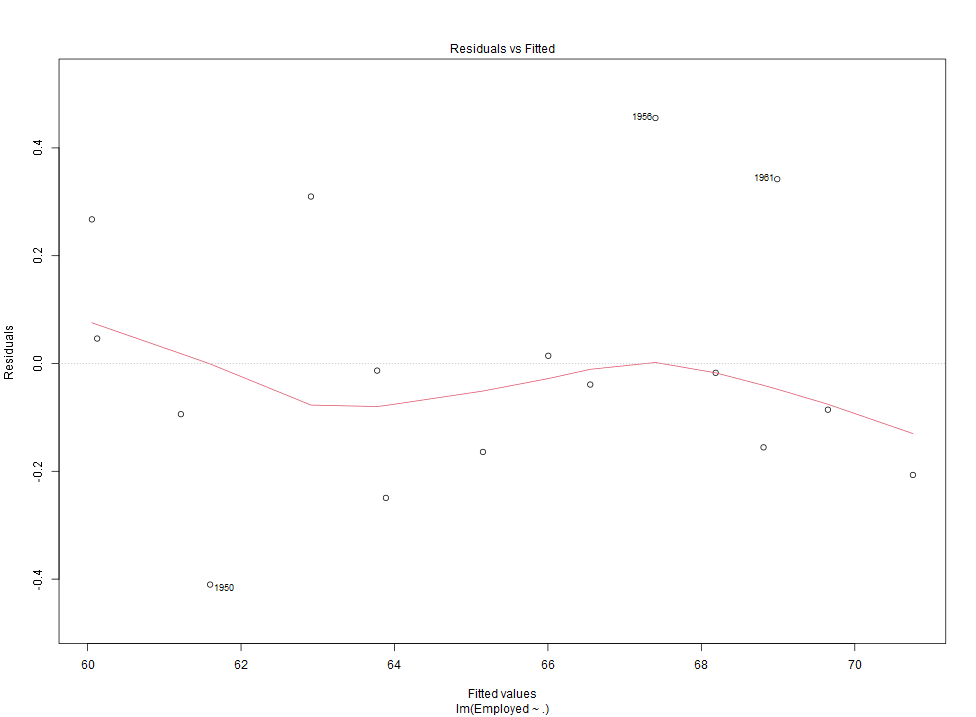 Residuals vs Fitted
1956
1961
1950
Residuals
0.4
0.2
0.0
-0.2
-0.4
60 62 64 66 68 70
Fitted values
lm(Employed ~ .)